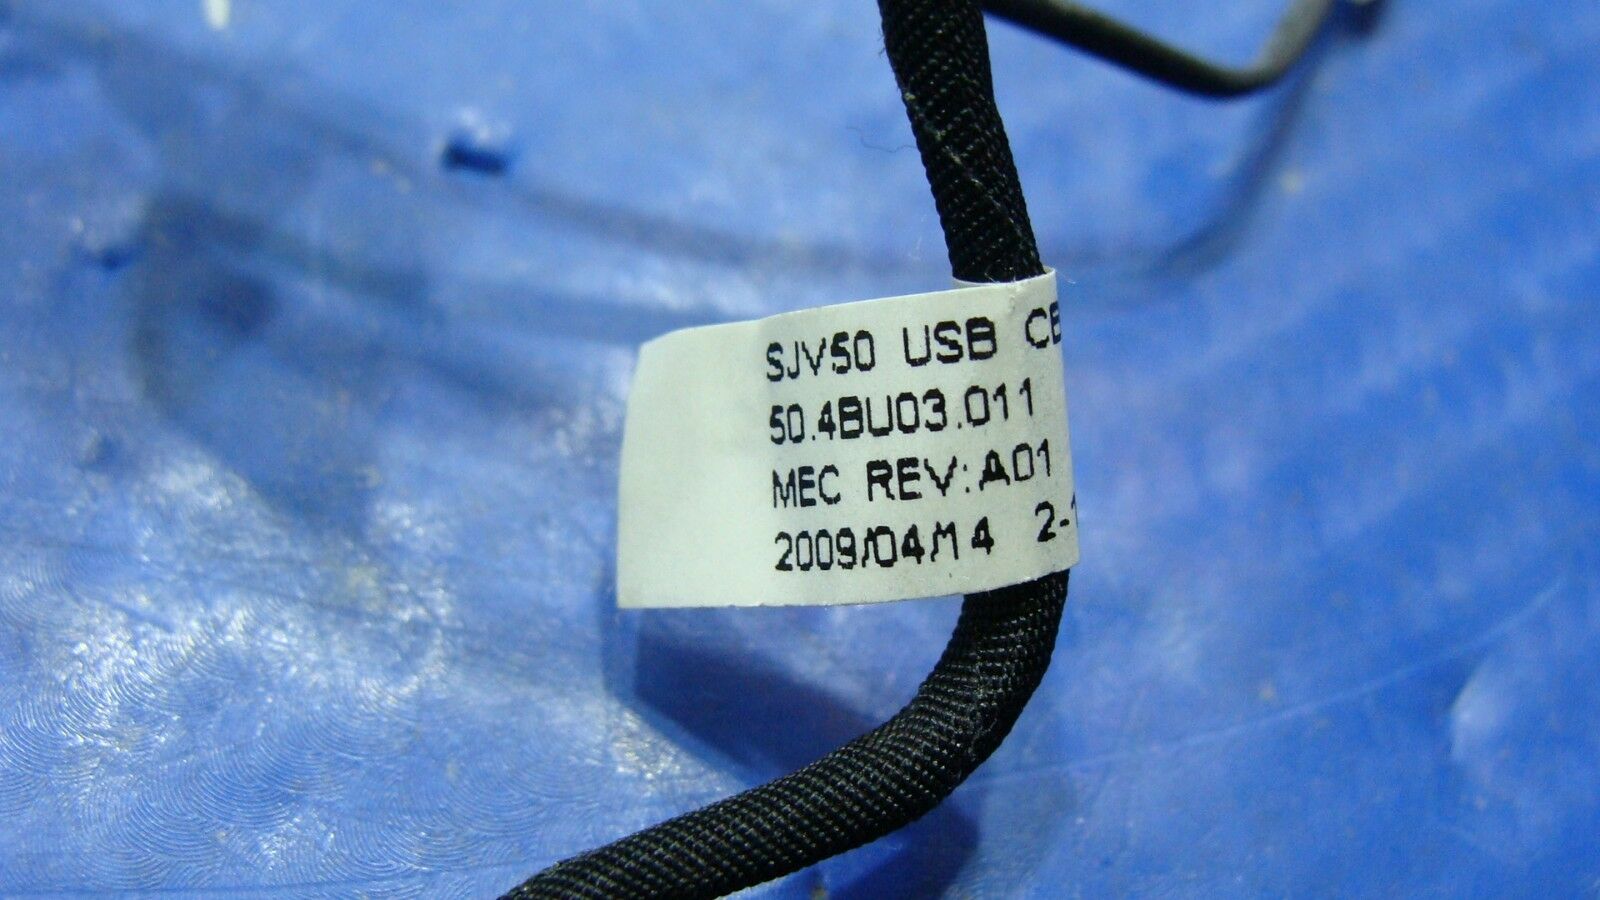 SJV50 USB
50.4BU03.011
MEC REV:A01
2009/04/14